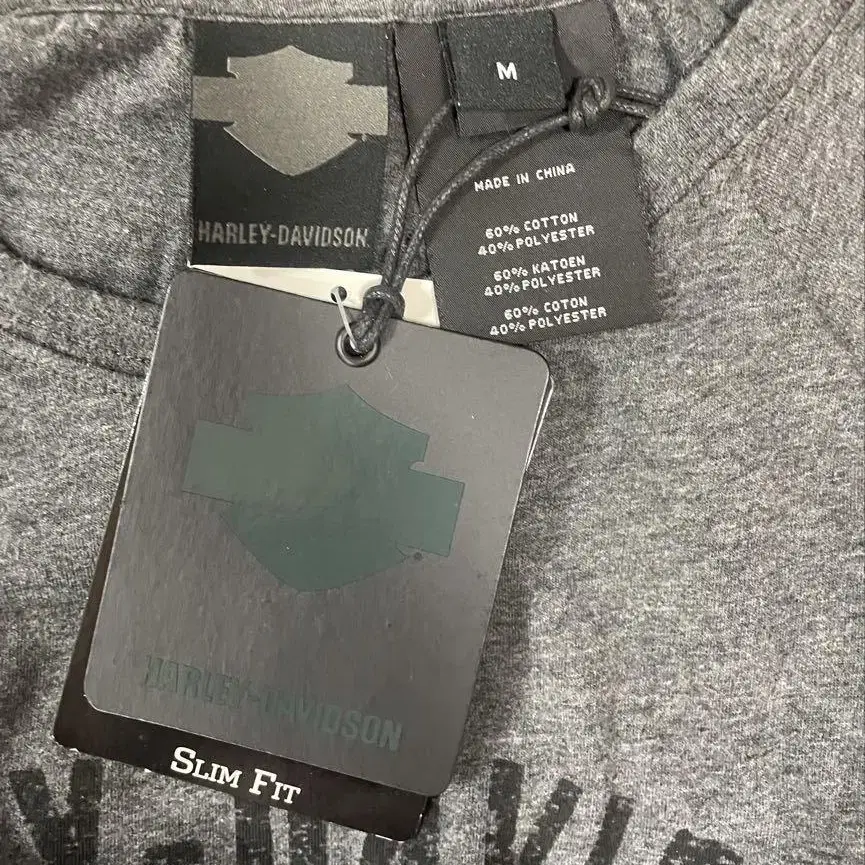 M
HARLEY-DAVIDSON
MADE IN CHINA
60% COTTON
40% POLYESTER
60% KATOEN
40% POLYESTER
60% COTON
40% POLYESTER
HARLEY-DAVIDSON
SLIM FIT